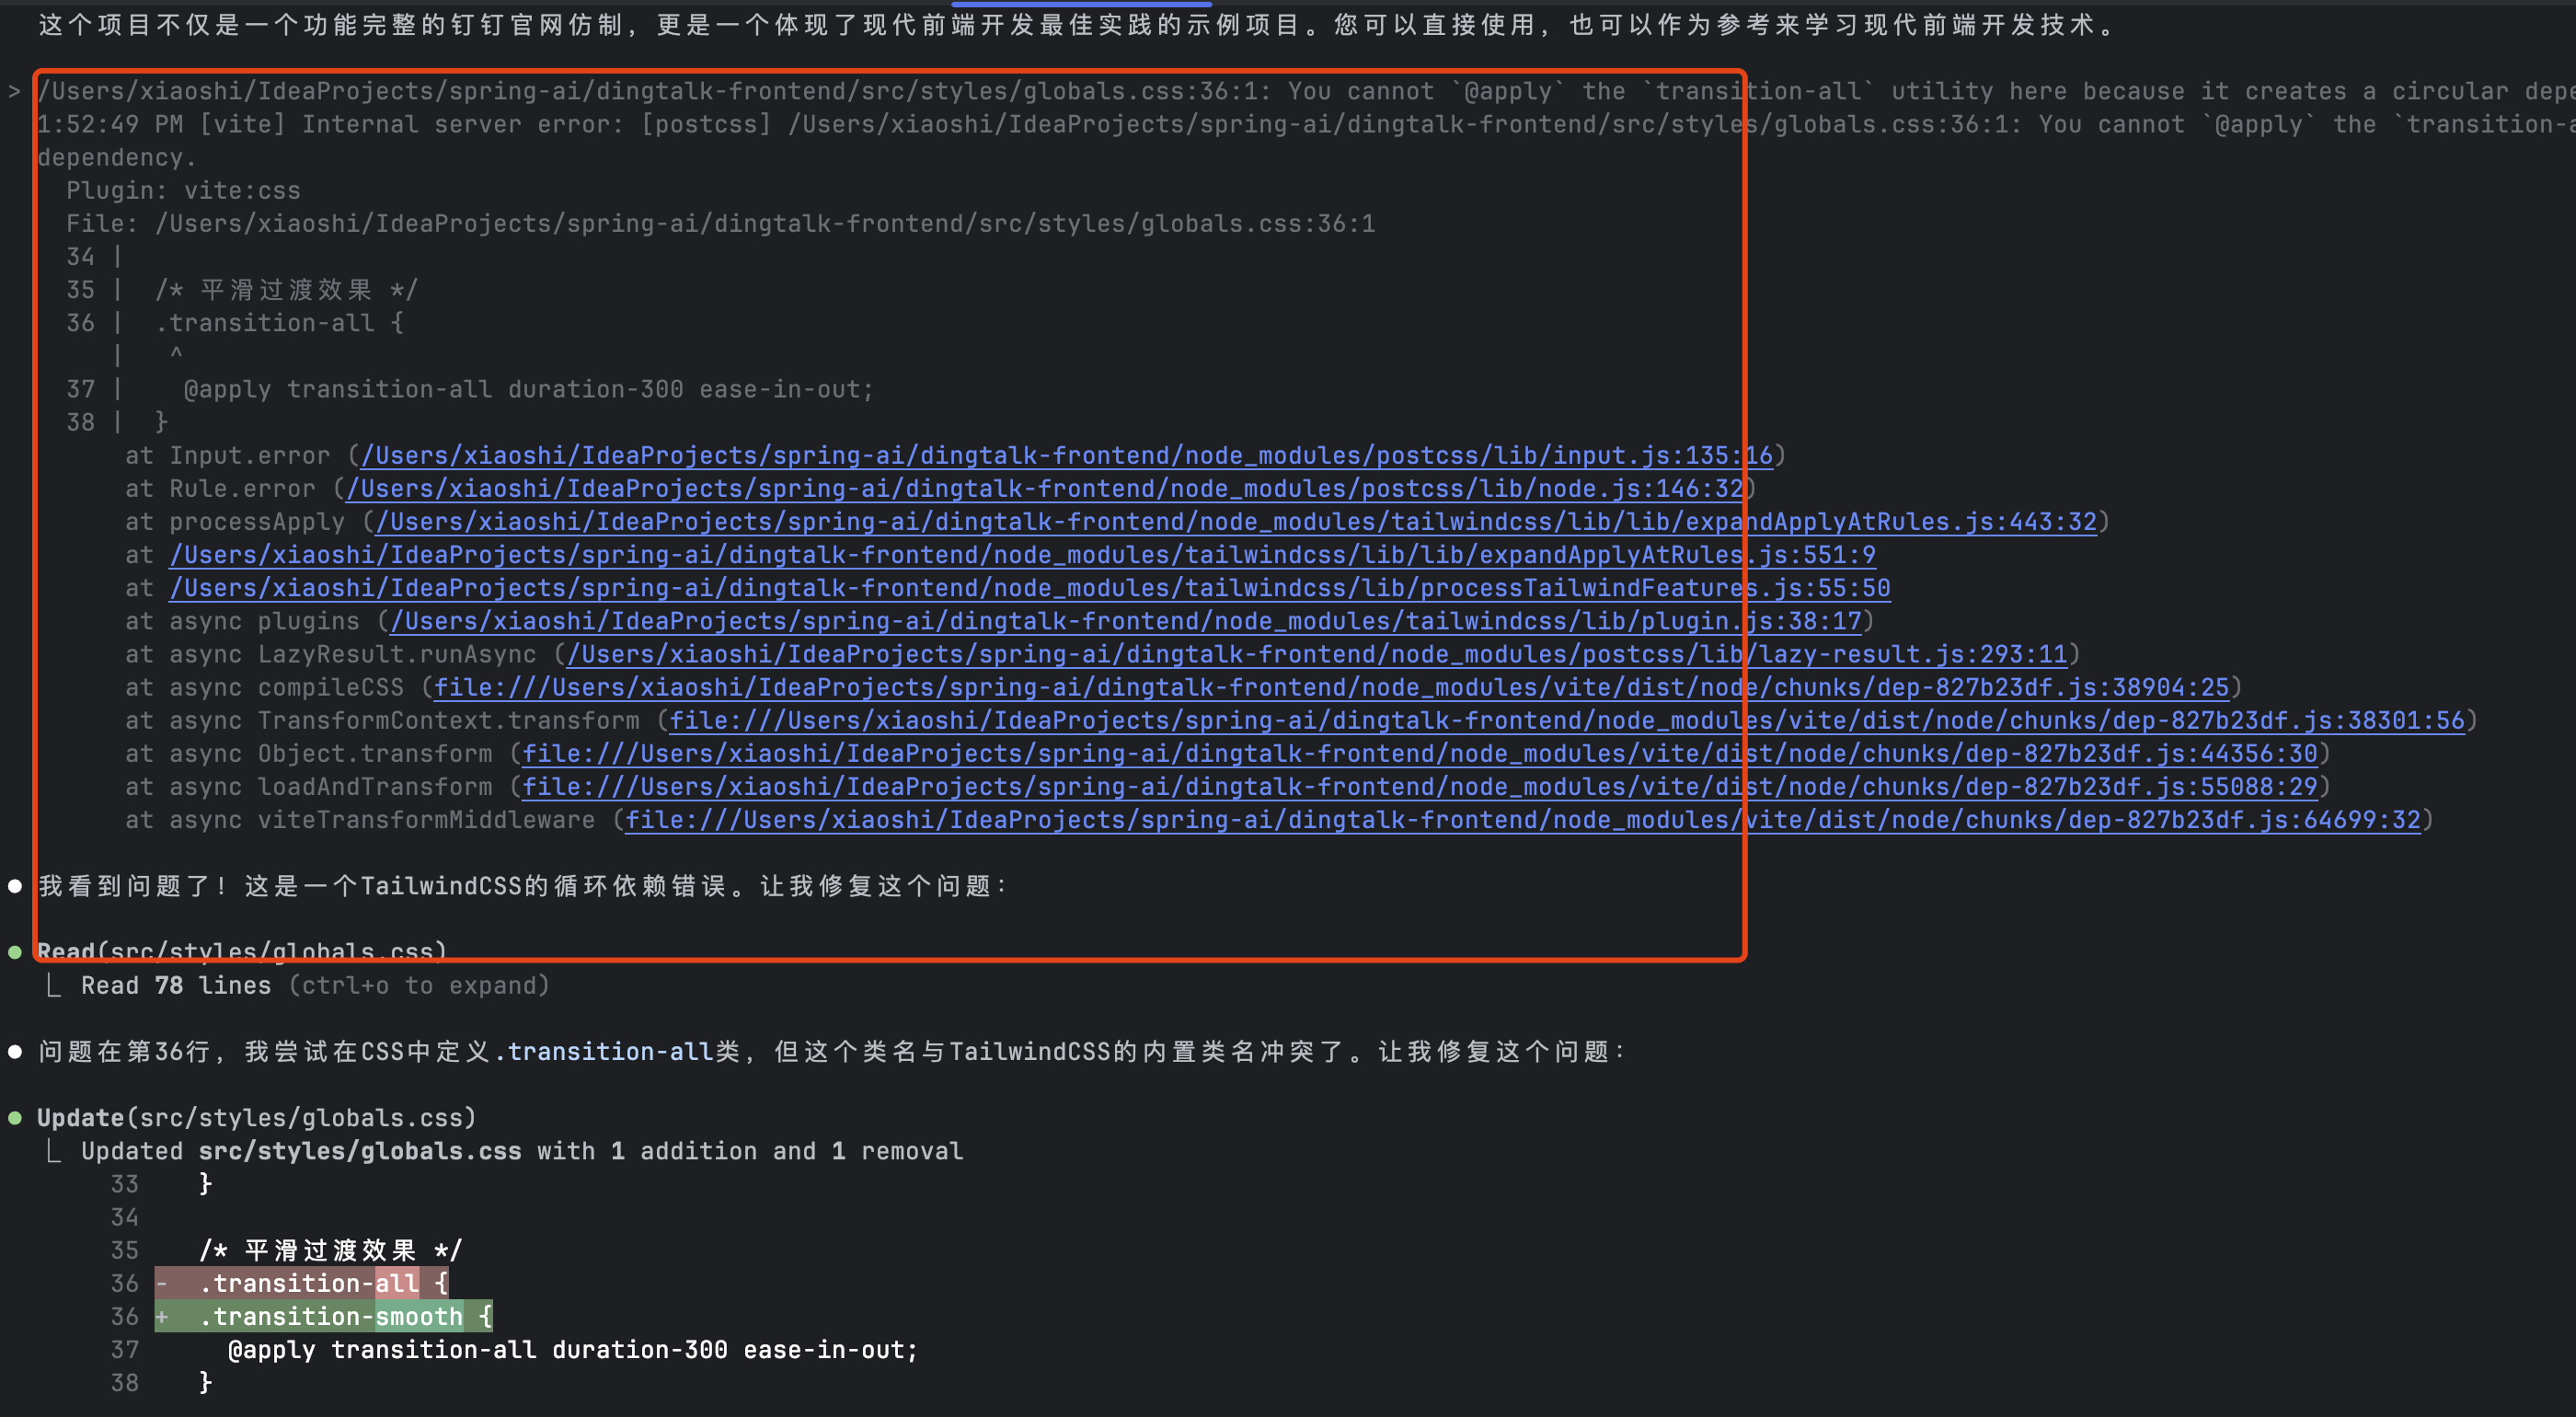 这个项目不仅是一个功能完整的钉钉官网仿制，更是一个体现了现代前端开发最佳实践的示例项目。您可以直接使用，也可以作为参考来学习现代前端开发技术。
> /Users/xiaoshi/IdeaProjects/spring-ai/dingtalk-frontend/src/styles/globals.css:36:1: You cannot `@apply` the `transition-all` utility here because it creates a circular
1:52:49 PM [vite] Internal server error: [postcss] /Users/xiaoshi/IdeaProjects/spring-ai/dingtalk-frontend/src/styles/globals.css:36:1: You cannot `@apply` the
dependency.
Plugin: vite:css
File: /Users/xiaoshi/IdeaProjects/spring-ai/dingtalk-frontend/src/styles/globals.css:36:1
34 |
35 |  /* 平滑过渡效果 */
36 |  .transition-all {
|   ^
37 |    @apply transition-all duration-300 ease-in-out;
38 |  }
at Input.error (/Users/xiaoshi/IdeaProjects/spring-ai/dingtalk-frontend/node_modules/postcss/lib/input.js:135:16)
at Rule.error (/Users/xiaoshi/IdeaProjects/spring-ai/dingtalk-frontend/node_modules/postcss/lib/node.js:146:32)
at processApply (/Users/xiaoshi/IdeaProjects/spring-ai/dingtalk-frontend/node_modules/tailwindcss/lib/lib/expandApplyAtRules.js:443:32)
at /Users/xiaoshi/IdeaProjects/spring-ai/dingtalk-frontend/node_modules/tailwindcss/lib/lib/expandApplyAtRules.js:551:9
at /Users/xiaoshi/IdeaProjects/spring-ai/dingtalk-frontend/node_modules/tailwindcss/lib/processTailwindFeatures.js:55:50
at async plugins (/Users/xiaoshi/IdeaProjects/spring-ai/dingtalk-frontend/node_modules/tailwindcss/lib/plugin.js:38:17)
at async LazyResult.runAsync (/Users/xiaoshi/IdeaProjects/spring-ai/dingtalk-frontend/node_modules/postcss/lib/lazy-result.js:293:11)
at async compileCSS (file:///Users/xiaoshi/IdeaProjects/spring-ai/dingtalk-frontend/node_modules/vite/dist/node/chunks/dep-827b23df.js:38904:25)
at async TransformContext.transform (file:///Users/xiaoshi/IdeaProjects/spring-ai/dingtalk-frontend/node_modules/vite/dist/node/chunks/dep-827b23df.js:38301:56)
at async Object.transform (file:///Users/xiaoshi/IdeaProjects/spring-ai/dingtalk-frontend/node_modules/vite/dist/node/chunks/dep-827b23df.js:44356:30)
at async loadAndTransform (file:///Users/xiaoshi/IdeaProjects/spring-ai/dingtalk-frontend/node_modules/vite/dist/node/chunks/dep-827b23df.js:55088:29)
at async viteTransformMiddleware (file:///Users/xiaoshi/IdeaProjects/spring-ai/dingtalk-frontend/node_modules/vite/dist/node/chunks/dep-827b23df.js:64699:32)
● 我看到问题了！这是一个TailwindCSS的循环依赖错误。让我修复这个问题：
● Read(src/styles/globals.css)
⎿ Read 78 lines (ctrl+o to expand)
● 问题在第36行，我尝试在CSS中定义.transition-all类，但这个类名与TailwindCSS的内置类名冲突了。让我修复这个问题：
● Update(src/styles/globals.css)
⎿ Updated src/styles/globals.css with 1 addition and 1 removal
33    }
34
35    /* 平滑过渡效果 */
36 -  .transition-all {
36 +  .transition-smooth {
37      @apply transition-all duration-300 ease-in-out;
38    }